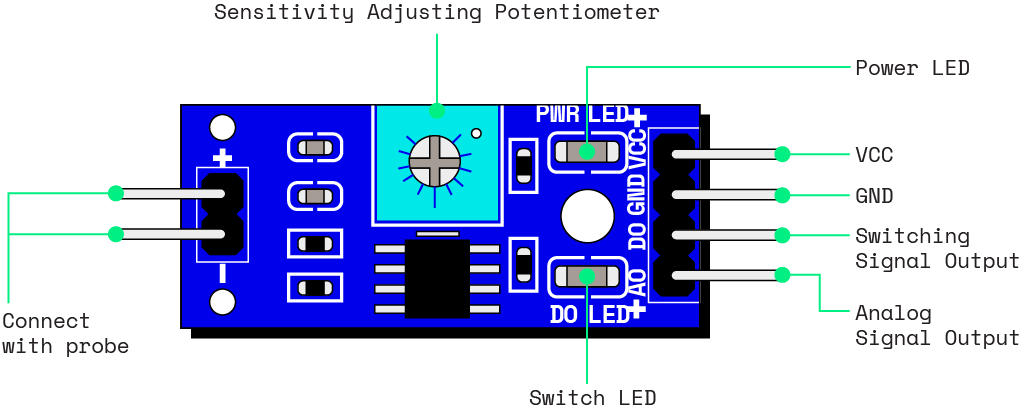 Sensitivity Adjusting Potentiometer
Power LED
PWR LED
+
VCC
VCC
+
GND
GND
DO
Switching
Signal Output
AO
-
+
DO LED
Analog
Signal Output
Connect
with probe
Switch LED